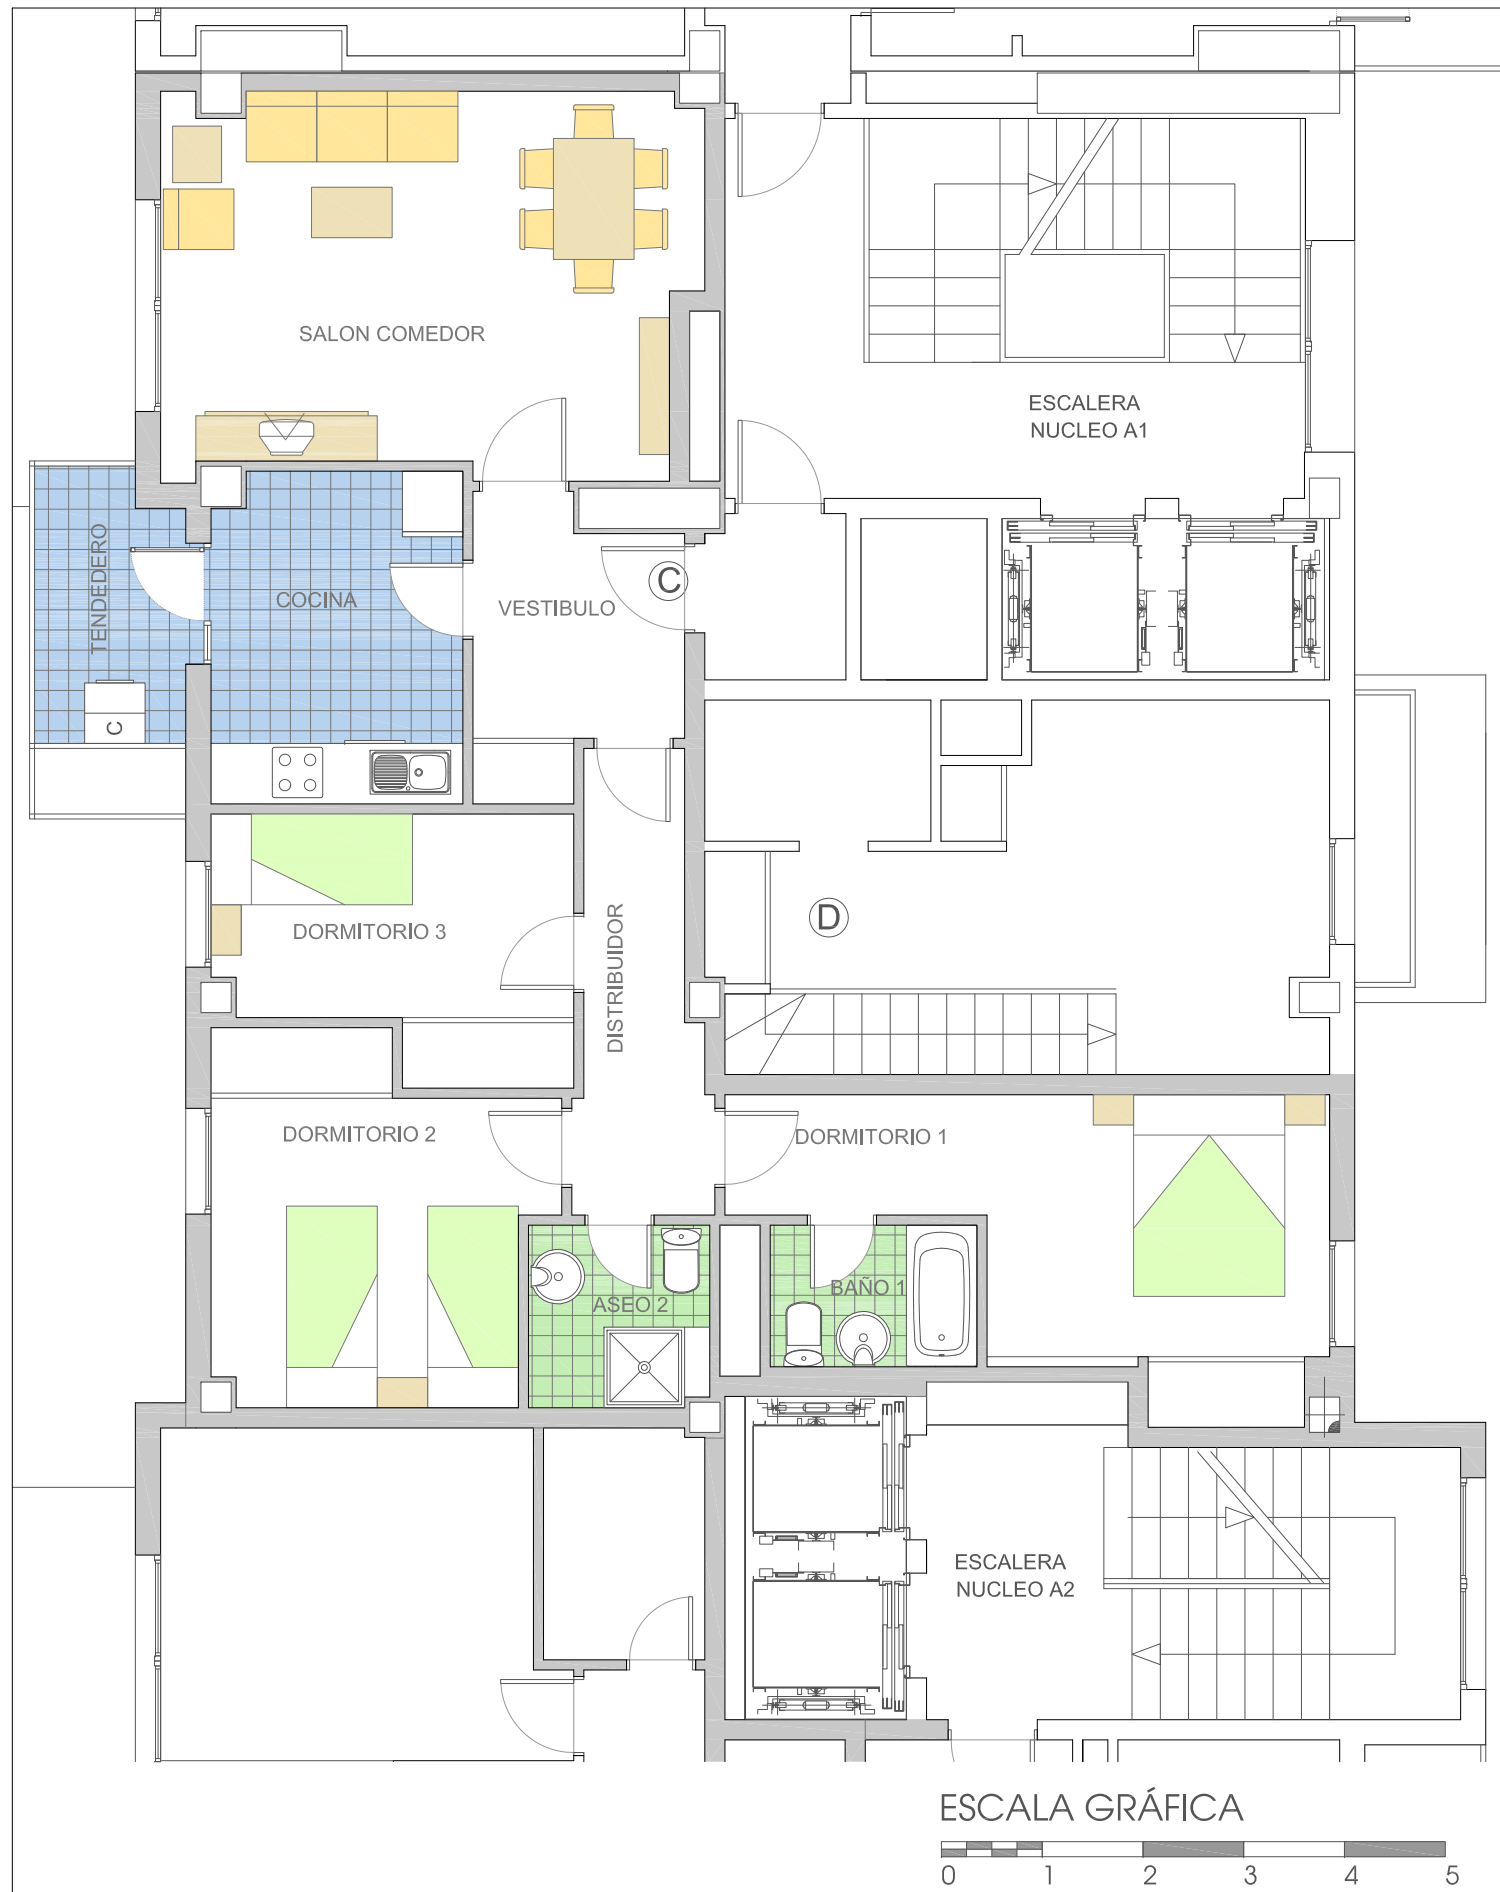 SALON COMEDOR
ESCALERA
NUCLEO A1
TENDEDERO
COCINA
VESTIBULO
C
C
DORMITORIO 3
DISTRIBUIDOR
D
DORMITORIO 2
DORMITORIO 1
ASEO 2
BAÑO 1
ESCALERA
NUCLEO A2
ESCALA GRÁFICA
0 1 2 3 4 5